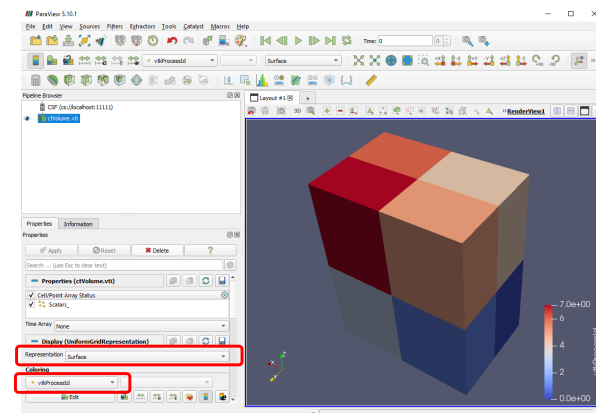 ParaView 5.10.1
File Edit View Sources Filters Extractors Tools Catalyst Macros Help
Time: 0 0
vtkProcessId Surface
Pipeline Browser
Layout #1
CSP (cs://localhost:11111)
ctVolume.vti
3D RenderView1
Properties Information
Properties
Apply Reset Delete ?
Search ... (use Esc to clear text)
Properties (ctVolume.vti)
Cell/Point Array Status
Scalars_
Time Array None
Display (UniformGridRepresentation)
Representation Surface
Coloring
vtkProcessId
Edit
7.0e+00
6
4
2
0.0e+00
vtkProcessId
X
Y
Z